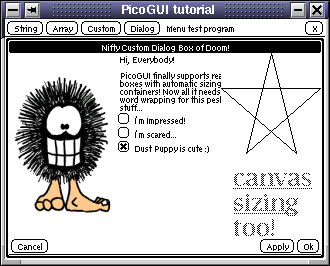 PicoGUI tutorial
String Array Custom Dialog Menu test program x
Nifty Custom Dialog Box of Doom!
Hi, Everybody!
PicoGUI finally supports rea
boxes with automatic sizing
containers! Now all it needs
word wrapping for this pesk
stuff...
I'm Impressed!
I'm scared...
Dust Puppy is cute :)
canvas
sizing
too!
Cancel Apply Ok